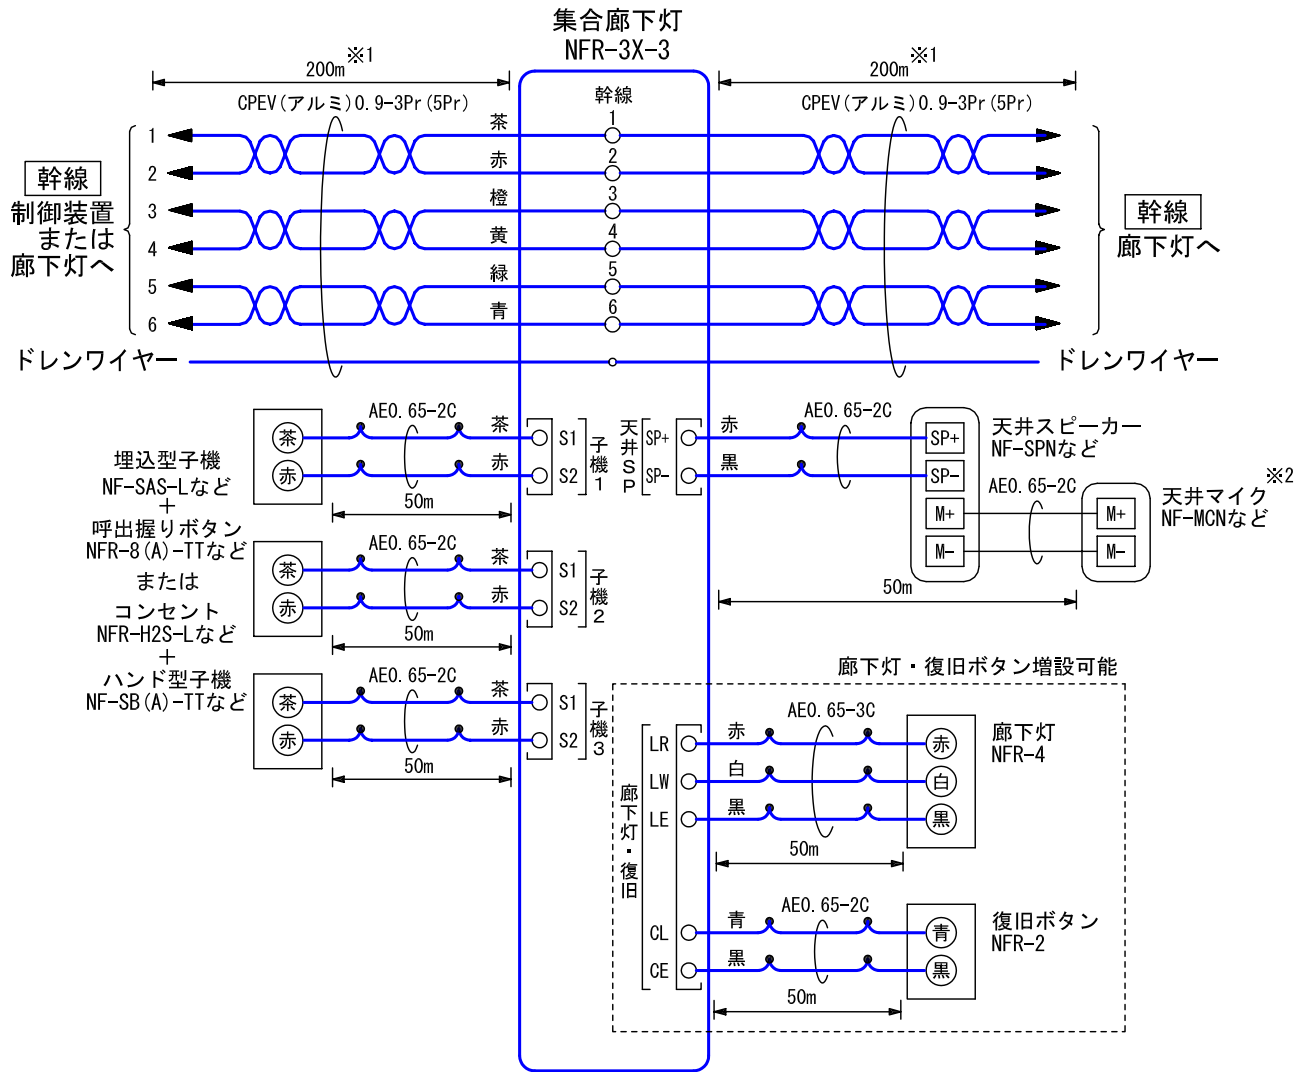 集合廊下灯
NFR-3X-3
200m※1
200m※1
CPEV(アルミ)0.9-3Pr(5Pr)
CPEV(アルミ)0.9-3Pr(5Pr)
幹線
1
2
3
4
5
6
茶
赤
橙
黄
緑
青
1
2
3
4
5
6
幹線
制御装置
または
廊下灯へ
幹線
廊下灯へ
ドレンワイヤー
ドレンワイヤー
埋込型子機
NF-SAS-Lなど
+
呼出握りボタン
NFR-8(A)-TTなど
または
コンセント
NFR-H2S-Lなど
+
ハンド型子機
NF-SB(A)-TTなど
茶
赤
AE0.65-2C
茶
赤
50m
S1
S2
子機1
茶
赤
AE0.65-2C
茶
赤
50m
S1
S2
子機2
茶
赤
AE0.65-2C
茶
赤
50m
S1
S2
子機3
天井SP
SP+
SP-
赤
黒
AE0.65-2C
SP+
SP-
M+
M-
天井スピーカー
NF-SPNなど
AE0.65-2C
M+
M-
天井マイク※2
NF-MCNなど
50m
廊下灯・復旧ボタン増設可能
廊下灯・復旧
LR
LW
LE
CL
CE
赤
白
黒
AE0.65-3C
赤
白
黒
廊下灯
NFR-4
50m
青
黒
AE0.65-2C
青
黒
復旧ボタン
NFR-2
50m